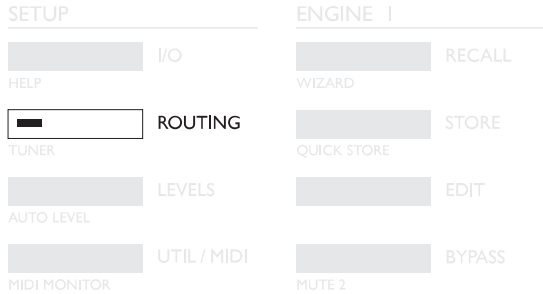 SETUP
ENGINE 1
I/O
RECALL
HELP
WIZARD
ROUTING
STORE
TUNER
QUICK STORE
LEVELS
EDIT
AUTO LEVEL
UTIL / MIDI
BYPASS
MIDI MONITOR
MUTE 2